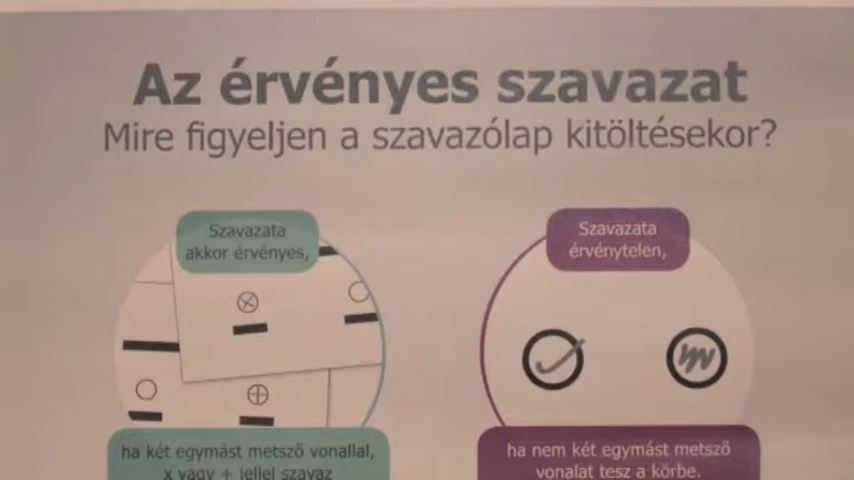 Az érvényes szavazat
Mire figyeljen a szavazólap kitöltésekor?
Szavazata
akkor érvényes,
ha két egymást metsző vonallal,
x vagy + jellel szavaz
Szavazata
érvénytelen,
ha nem két egymást metsző
vonalat tesz a körbe.